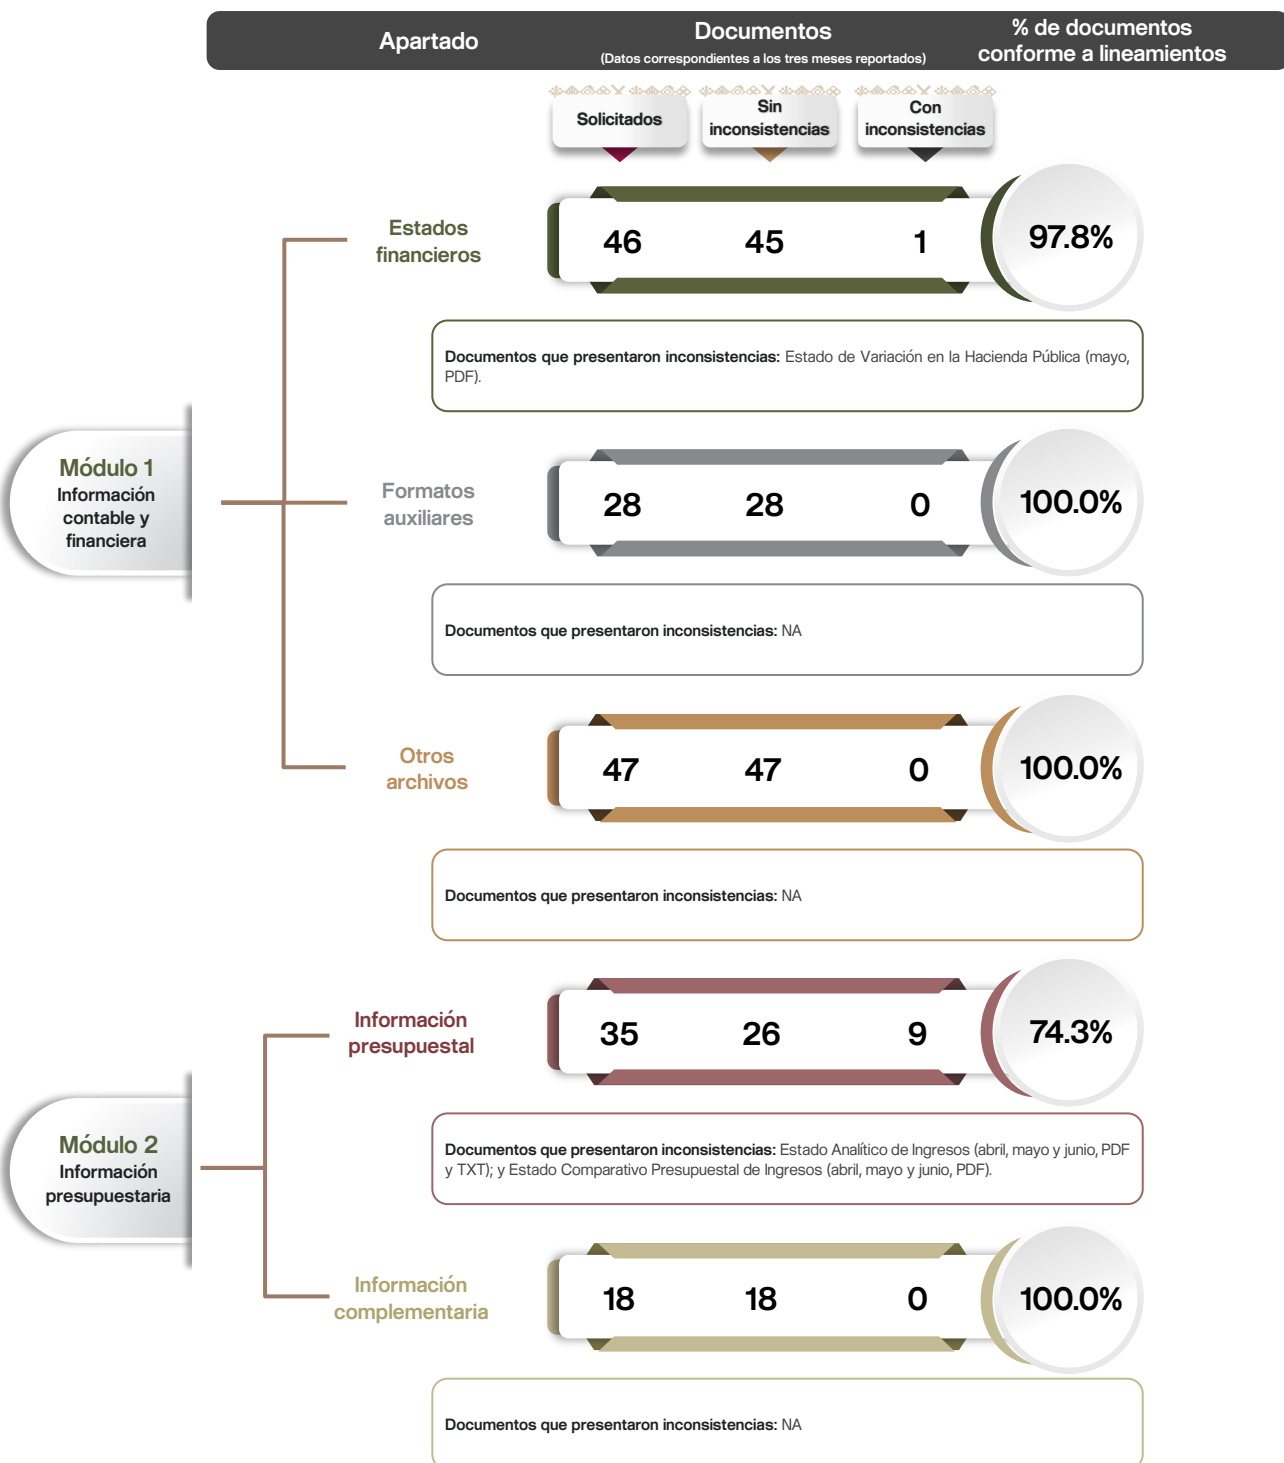 Apartado
Documentos
(Datos correspondientes a los tres meses reportados)
% de documentos
conforme a lineamientos
Solicitados
Sin
inconsistencias
Con
inconsistencias
Módulo 1
Información
contable y
financiera
Estados
financieros
46 45 1 97.8%
Documentos que presentaron inconsistencias: Estado de Variación en la Hacienda Pública (mayo,
PDF).
Formatos
auxiliares
28 28 0 100.0%
Documentos que presentaron inconsistencias: NA
Otros
archivos
47 47 0 100.0%
Documentos que presentaron inconsistencias: NA
Módulo 2
Información
presupuestaria
Información
presupuestal
35 26 9 74.3%
Documentos que presentaron inconsistencias: Estado Analítico de Ingresos (abril, mayo y junio, PDF
y TXT); y Estado Comparativo Presupuestal de Ingresos (abril, mayo y junio, PDF).
Información
complementaria
18 18 0 100.0%
Documentos que presentaron inconsistencias: NA